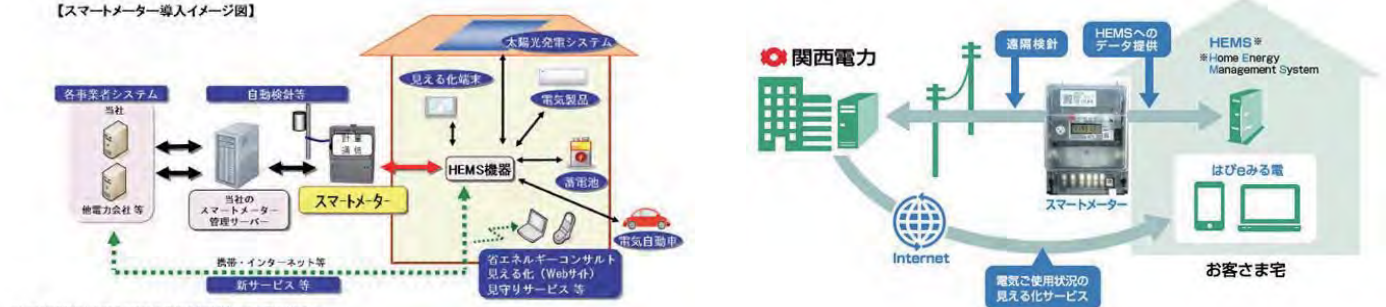 【スマートメーター導入イメージ図】
太陽光発電システム
見える化端末
電気製品
各事業者システム
自動検針等
当社
計量
通信
HEMS機器
蓄電池
他電力会社 等
当社の
スマートメーター
管理サーバー
スマートメーター
電気自動車
携帯・インターネット等
新サービス 等
省エネルギーコンサルト
見える化（Webサイト）
見守りサービス 等
関西電力
遠隔検針
HEMSへの
データ提供
HEMS※
※Home Energy
Management System
スマートメーター
はぴeみる電
Internet
電気ご使用状況の
見える化サービス
お客さま宅